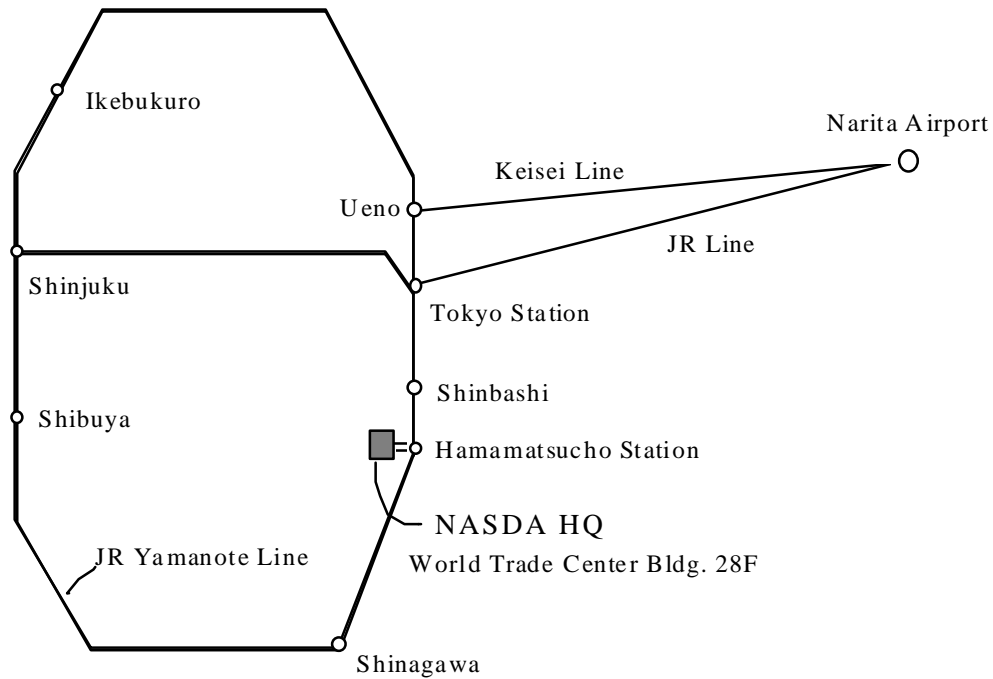 Ikebukuro
Narita Airport
Keisei Line
Ueno
JR Line
Shinjuku
Tokyo Station
Shinbashi
Shibuya
Hamamatsucho Station
NASDA HQ
JR Yamanote Line
World Trade Center Bldg. 28F
Shinagawa